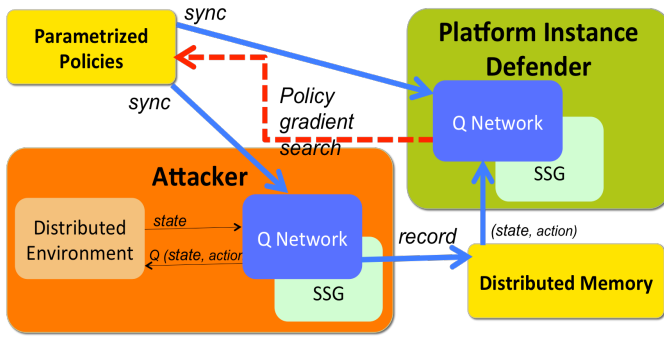 sync
Parametrized
Policies
Platform Instance
Defender
sync
Policy
gradient
search
Q Network
SSG
Attacker
Distributed
Environment
state
Q (state, action
Q Network
SSG
record
(state, action)
Distributed Memory